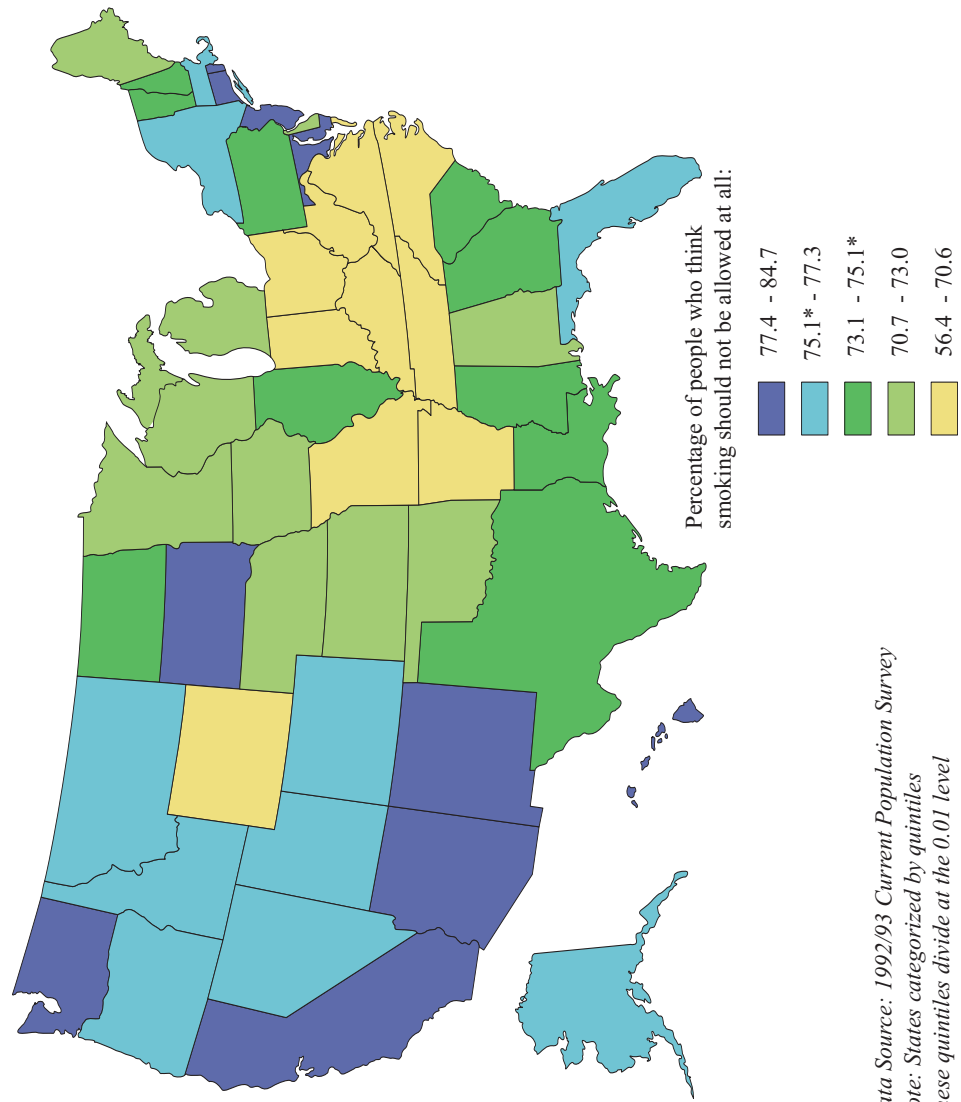 Percentage of people who think
smoking should not be allowed at all:
77.4 - 84.7
75.1* - 77.3
73.1 - 75.1*
70.7 - 73.0
56.4 - 70.6
Source: 1992/93 Current Population Survey
States categorized by quintiles
quintiles divide at the 0.01 level